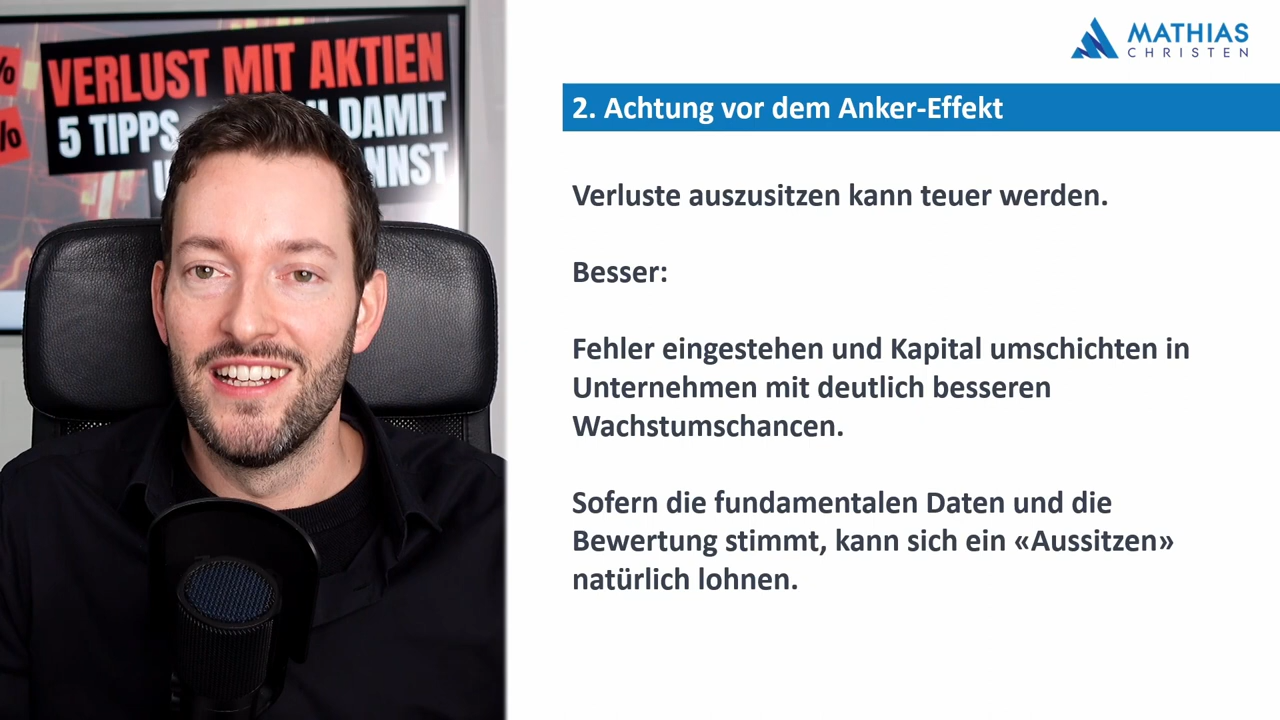 %
%
VERLUST MIT AKTIEN
5 TIPPS DAMIT
MATHIAS
CHRISTEN
2. Achtung vor dem Anker-Effekt
Verluste auszusitzen kann teuer werden.
Besser:
Fehler eingestehen und Kapital umschichten in
Unternehmen mit deutlich besseren
Wachstumschancen.
Sofern die fundamentalen Daten und die
Bewertung stimmt, kann sich ein «Aussitzen»
natürlich lohnen.